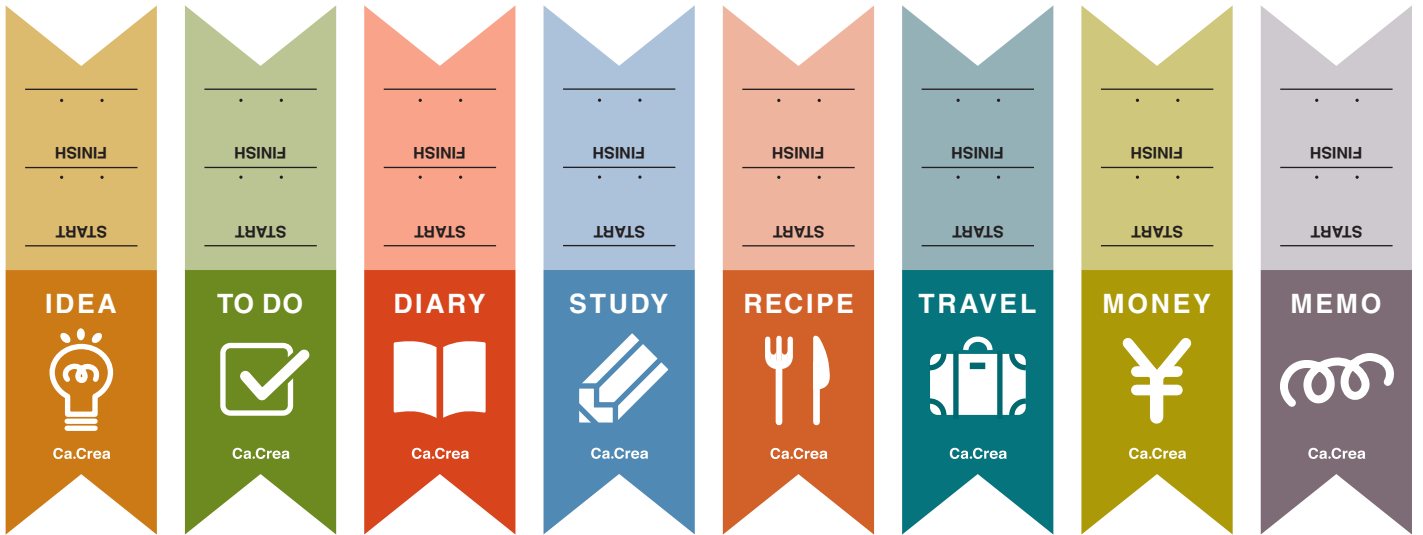 FINISH
START
IDEA
Ca.Crea
FINISH
START
TO DO
Ca.Crea
FINISH
START
DIARY
Ca.Crea
FINISH
START
STUDY
Ca.Crea
FINISH
START
RECIPE
Ca.Crea
FINISH
START
TRAVEL
Ca.Crea
FINISH
START
MONEY
¥
Ca.Crea
FINISH
START
MEMO
Ca.Crea